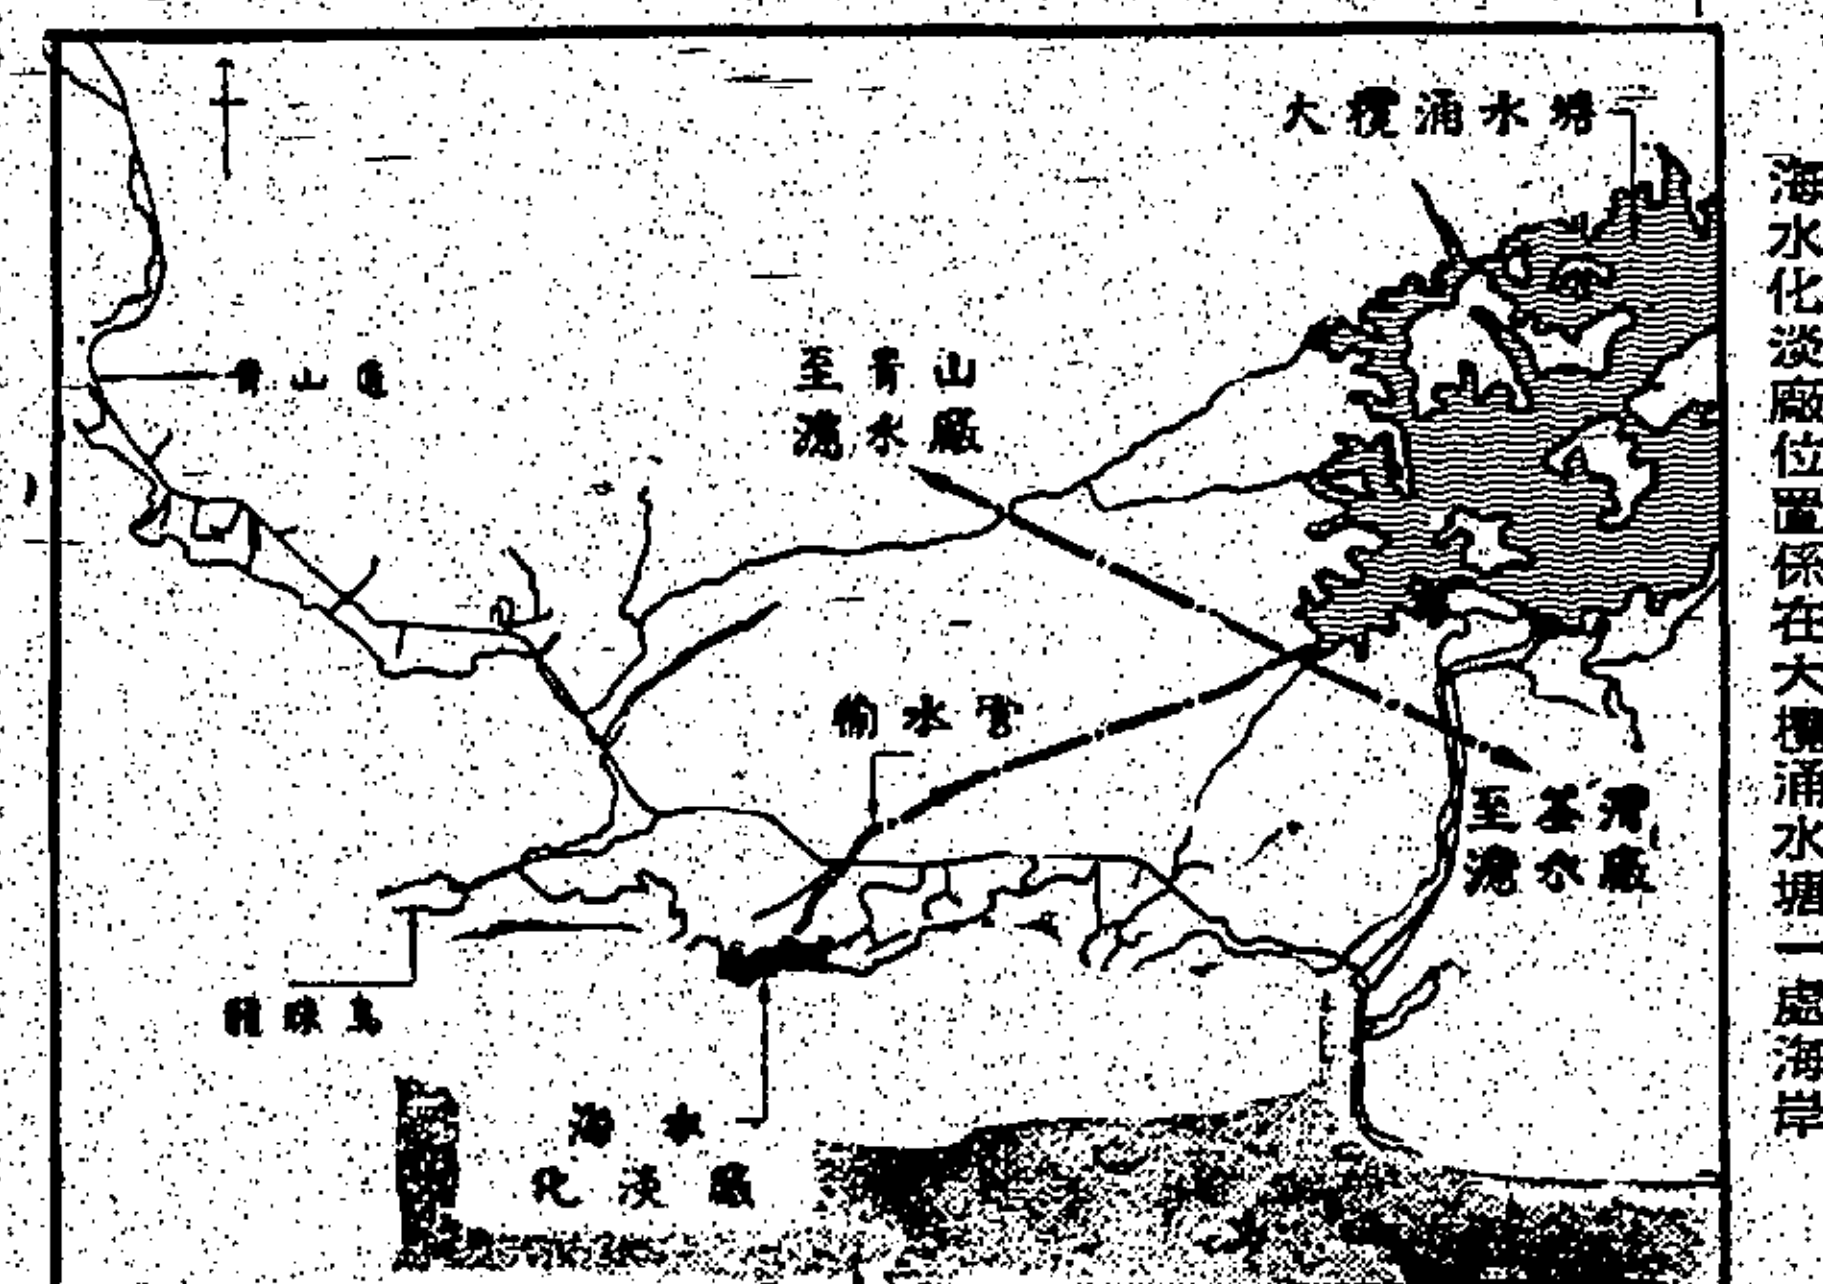 大欖涌水塘
青山道
至青山
濾水廠
輸水管
至荃灣
濾水廠
龍珠島
海水
化淡廠
海水化淡廠位置係在大欖涌水塘一處海岸